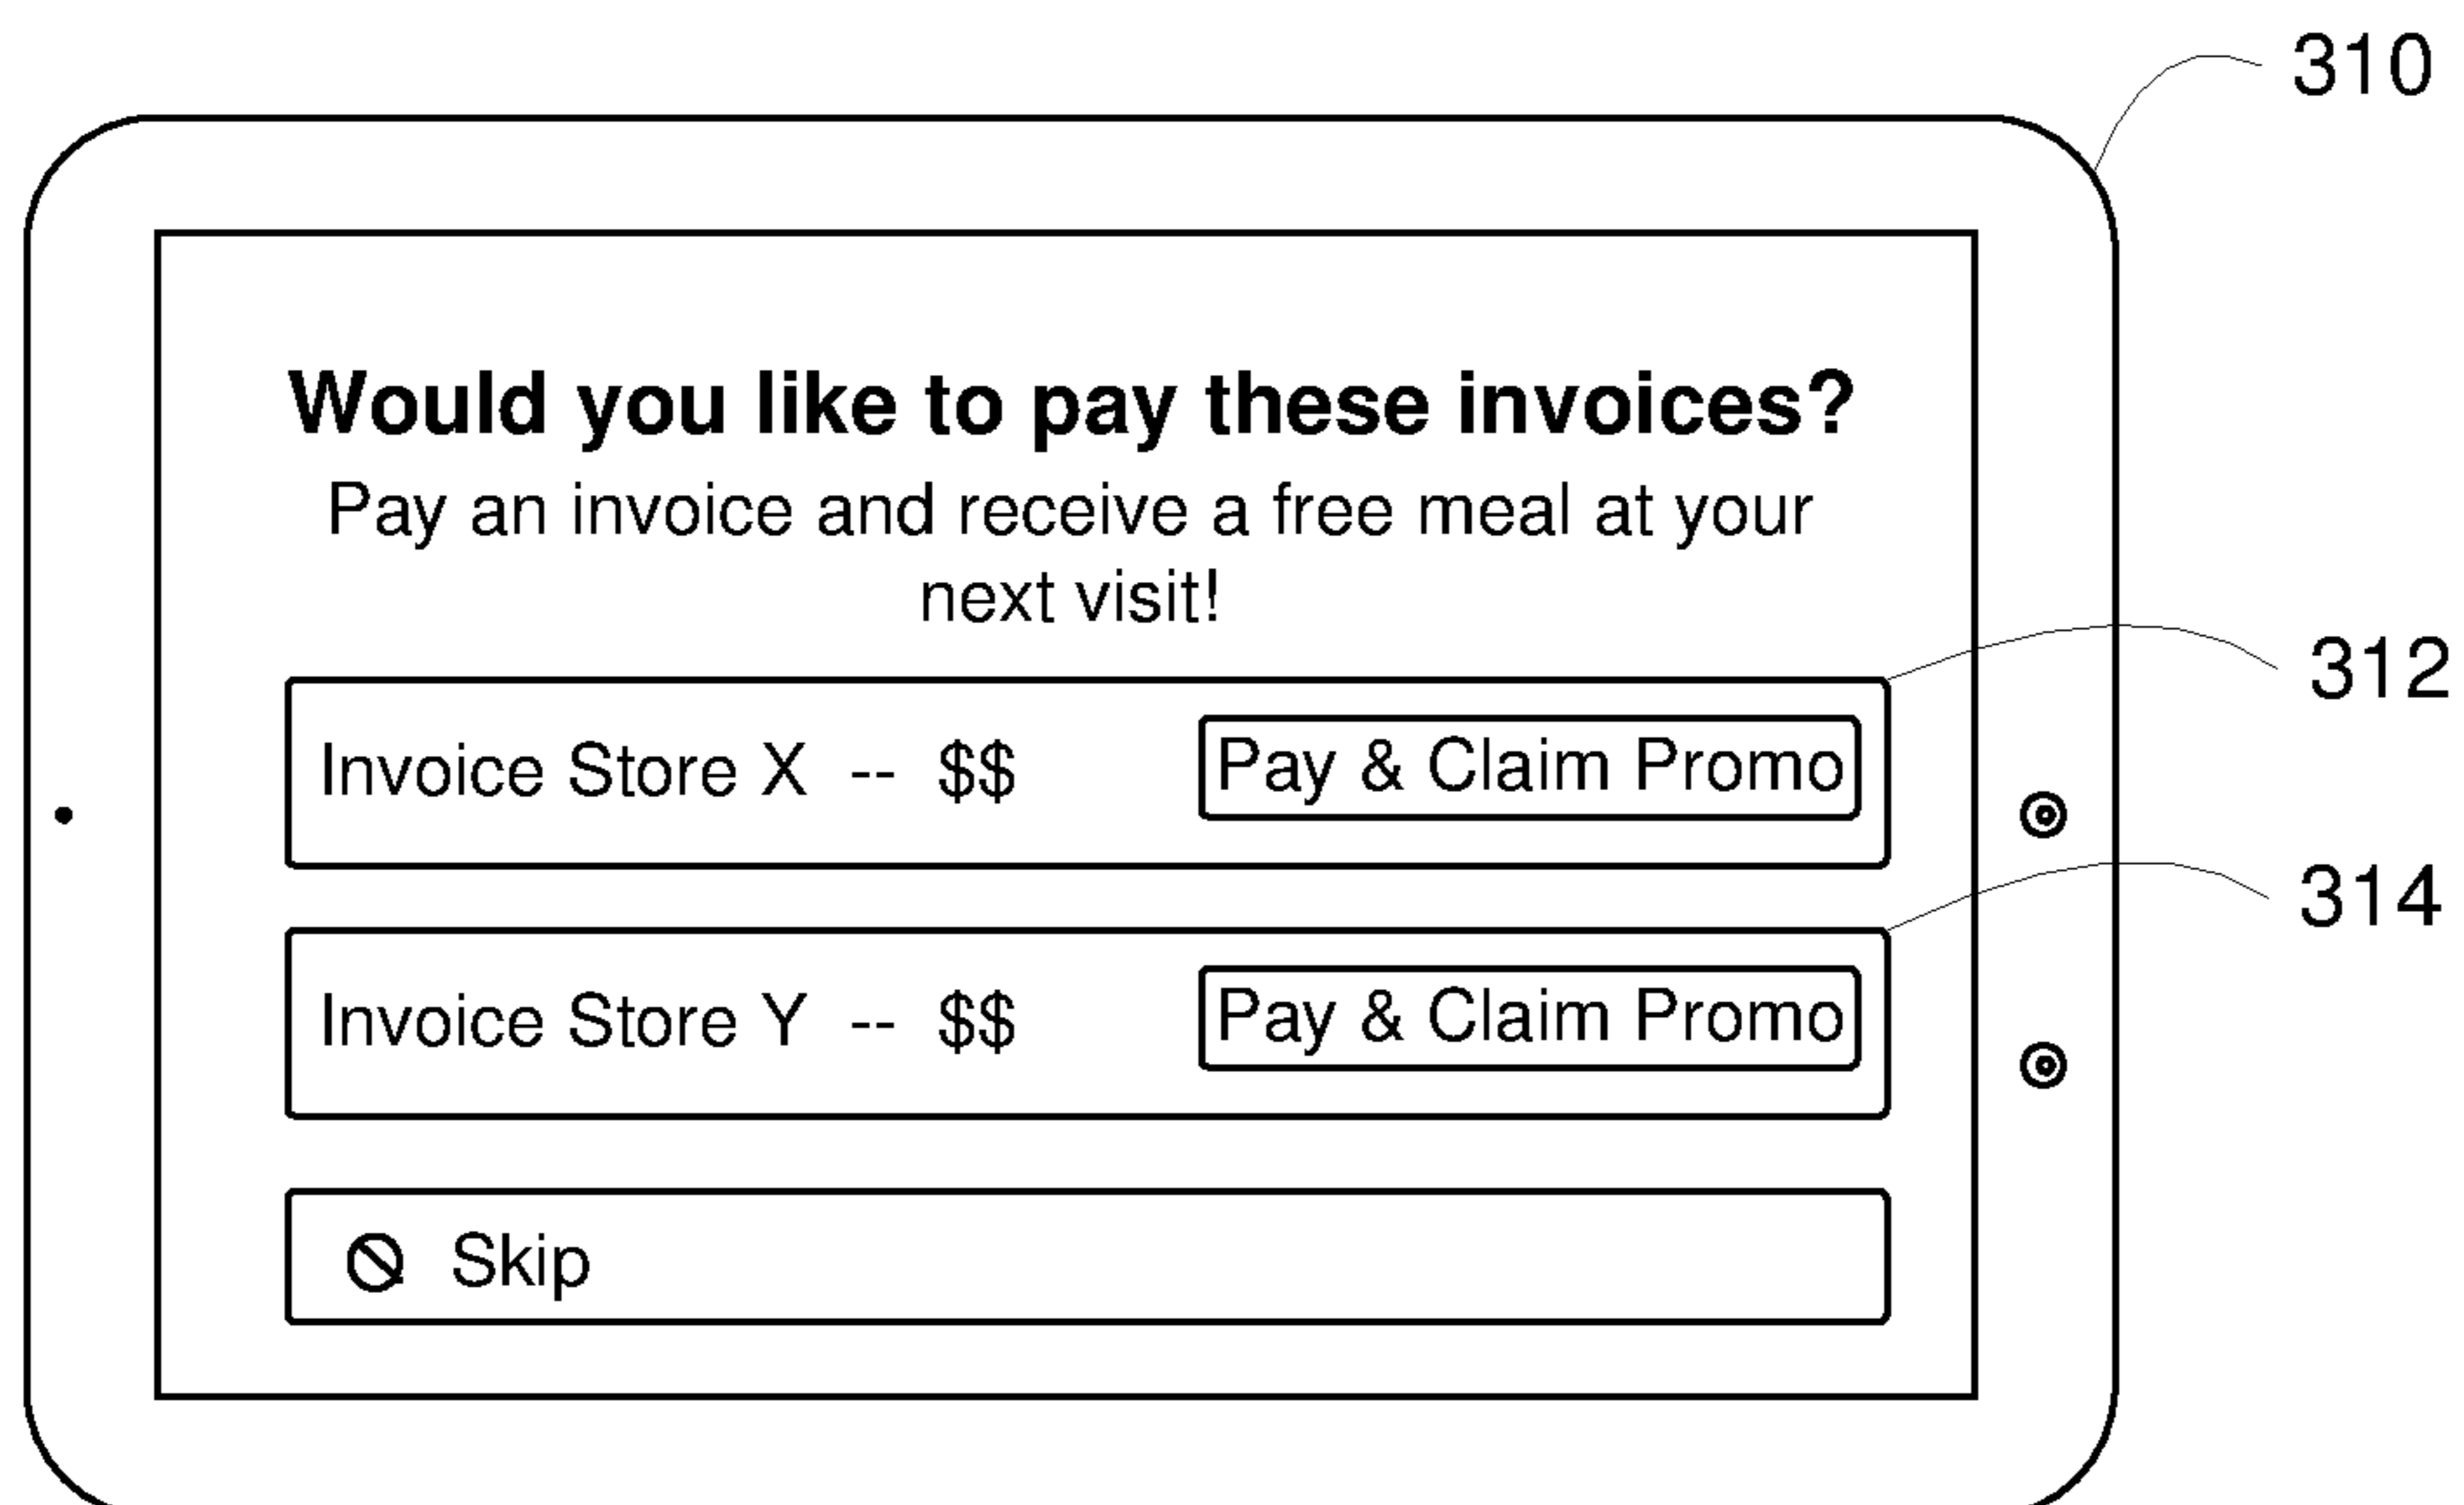 310
Would you like to pay these invoices?
Pay an invoice and receive a free meal at your
next visit!
312
Invoice Store X -- $$ Pay & Claim Promo
314
Invoice Store Y -- $$ Pay & Claim Promo
Skip